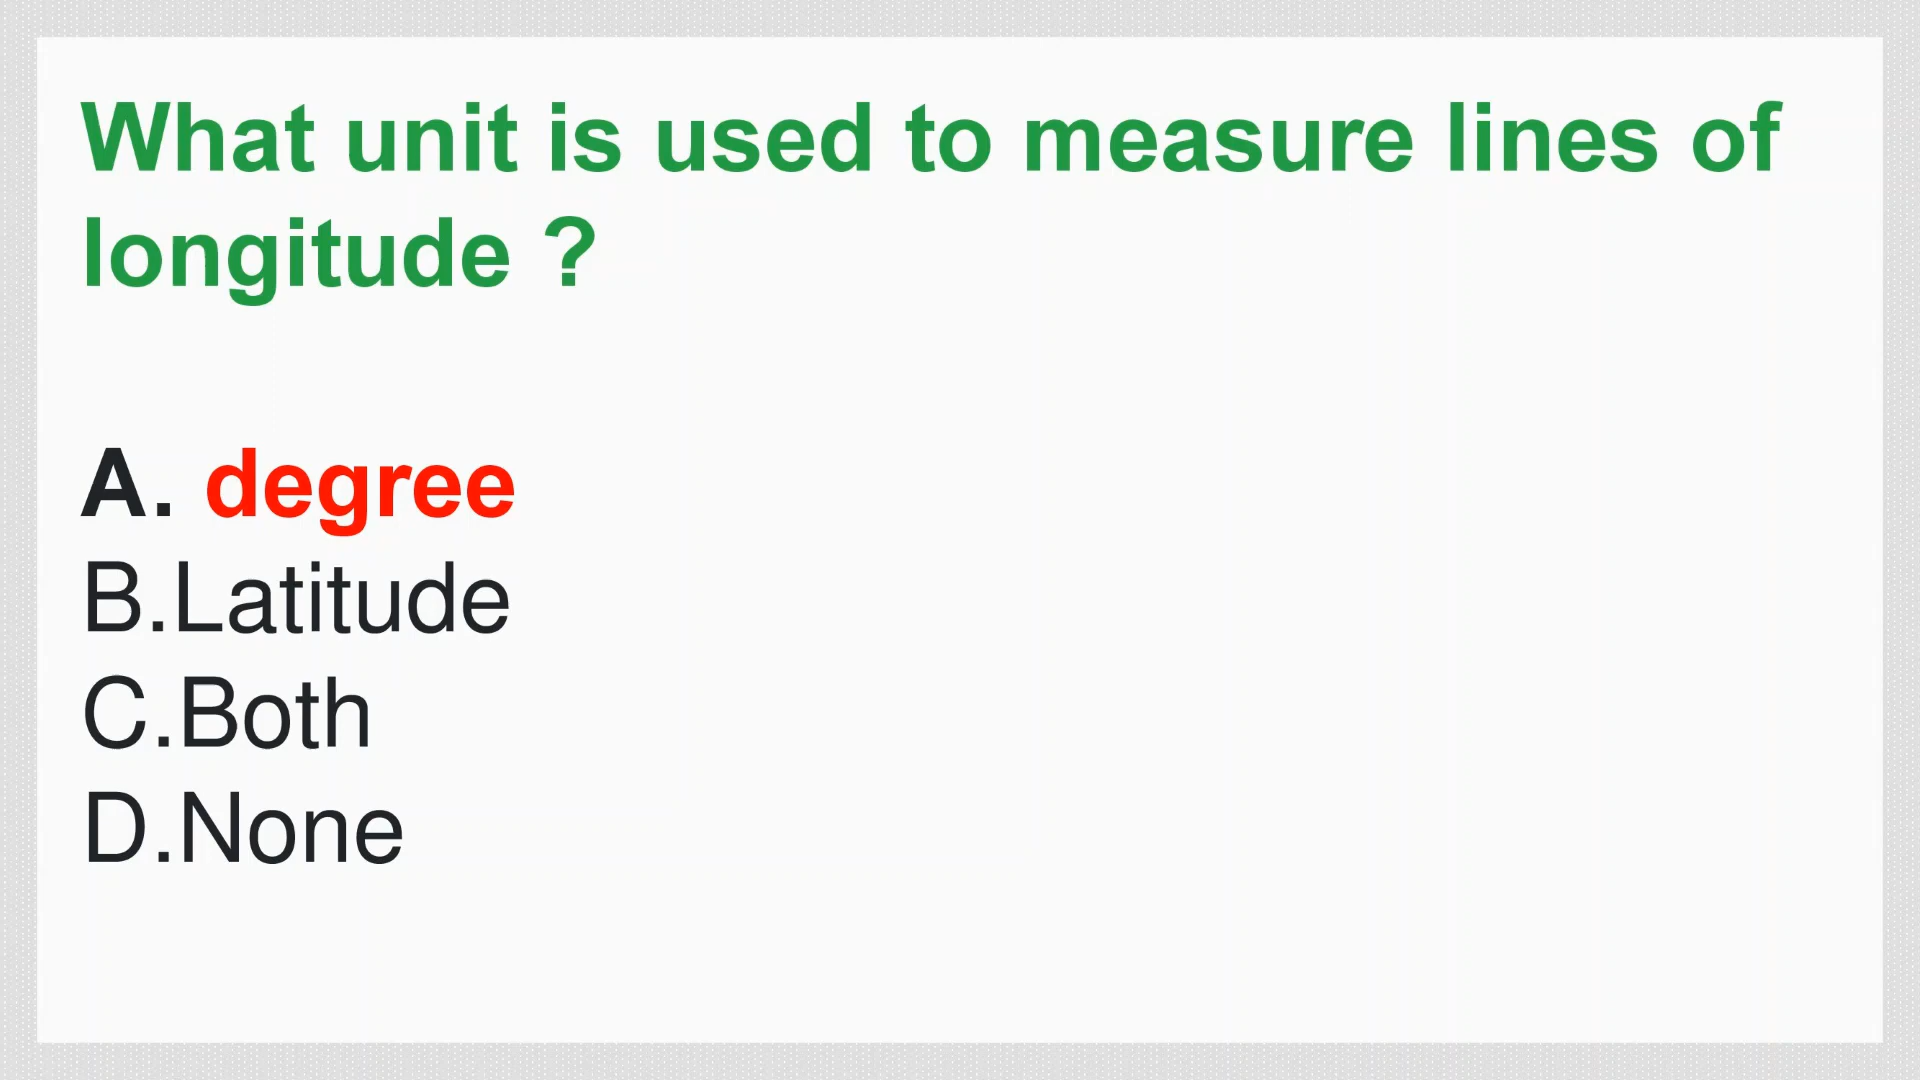 What unit is used to measure lines of
longitude ?
A. degree
B.Latitude
C.Both
D.None